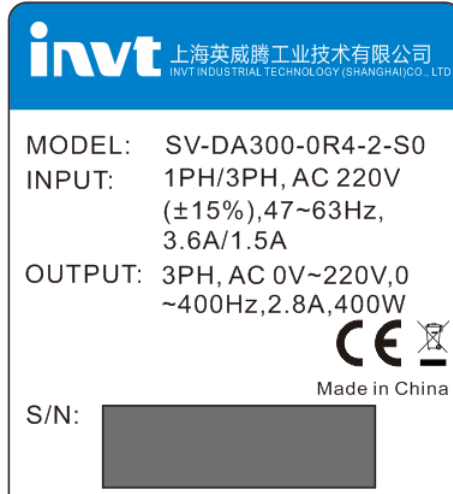 invt 上海英威腾工业技术有限公司
INVT INDUSTRIAL TECHNOLOGY (SHANGHAI)CO., LTD
MODEL: SV-DA300-0R4-2-S0
INPUT: 1PH/3PH, AC 220V
(±15%),47~63Hz,
3.6A/1.5A
OUTPUT: 3PH, AC 0V~220V,0
~400Hz,2.8A,400W
CE
Made in China
S/N: